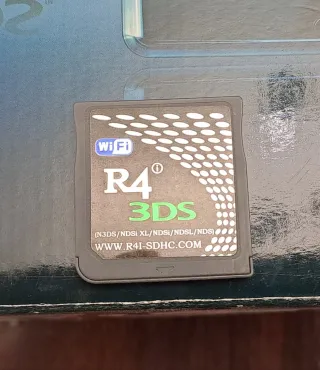 WiFi
R4i
3DS
(N3DS/NDSi XL/NDSi/NDSL/NDS)
WWW.R4I-SDHC.COM